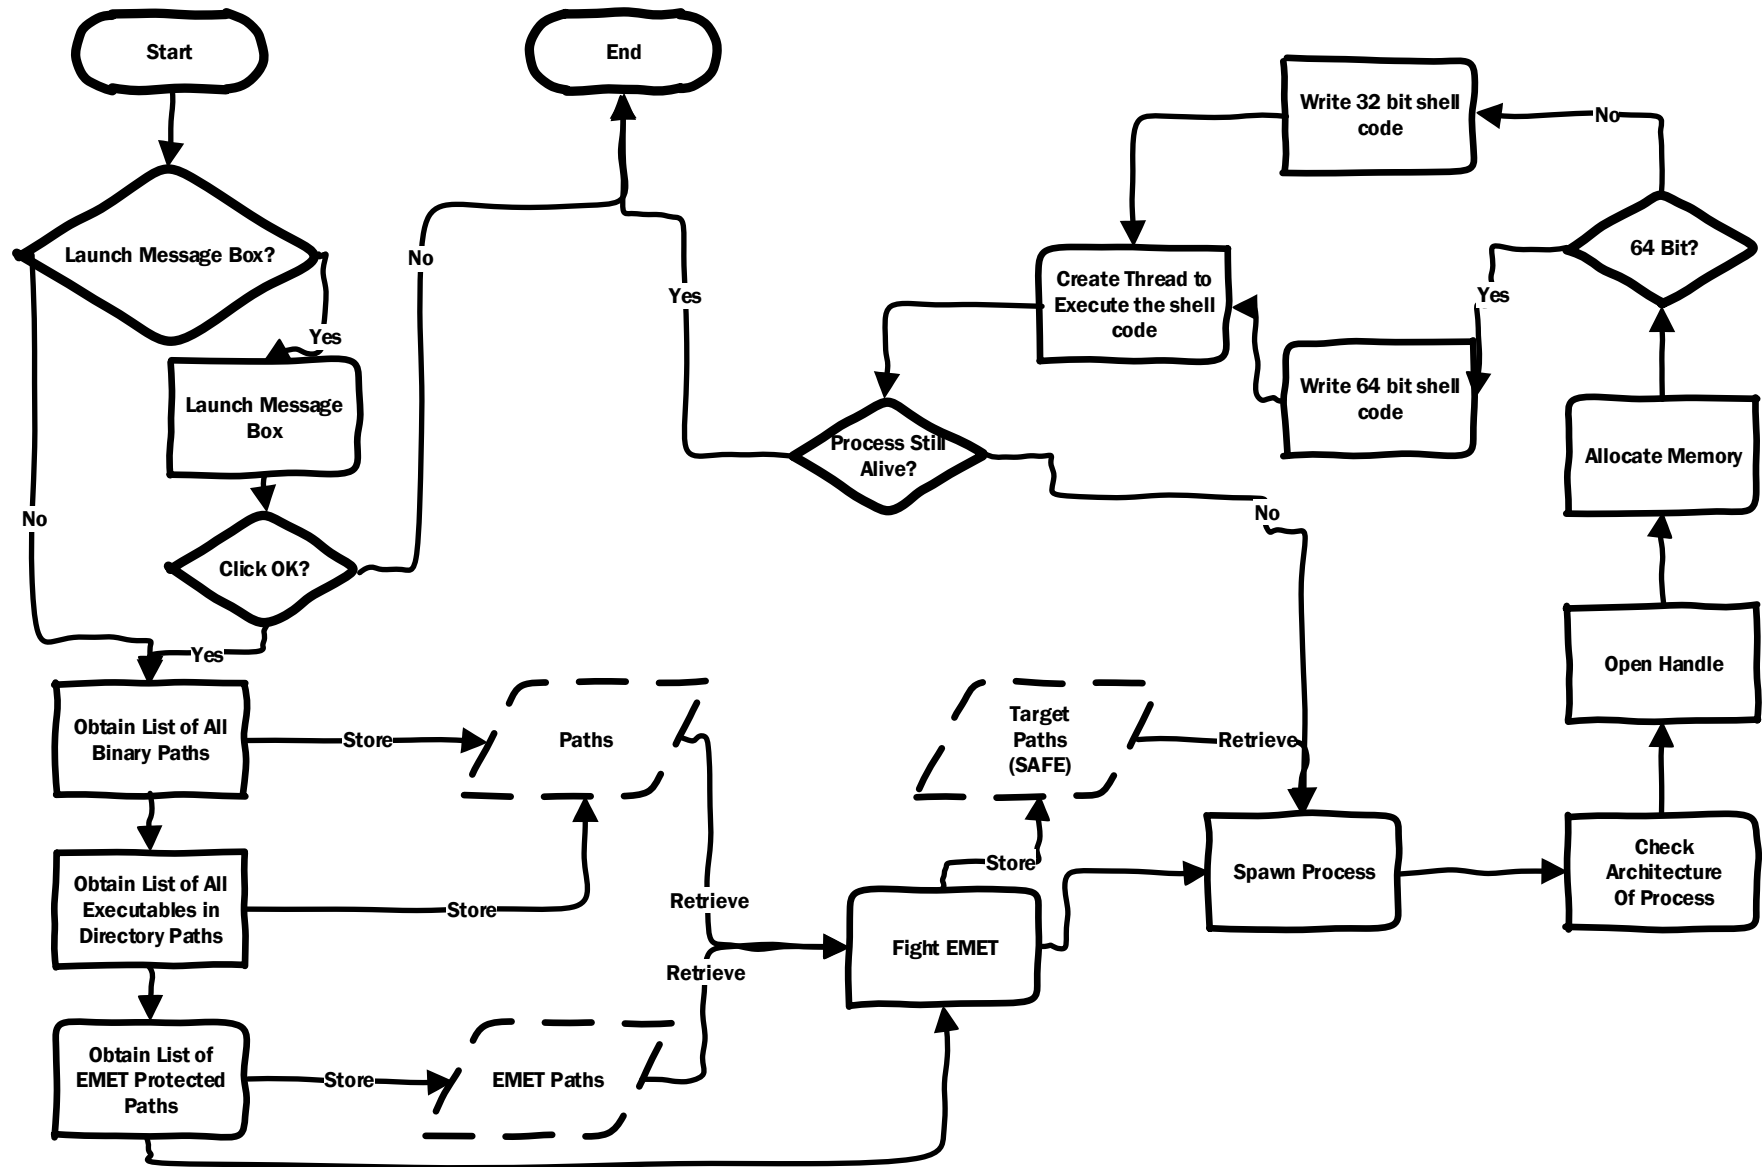 Start
End
Write 32 bit shell
code
No
Launch Message Box?
No
64 Bit?
Create Thread to
Execute the shell
code
Yes
Yes
Yes
Launch Message
Box
Write 64 bit shell
code
Process Still
Alive?
Allocate Memory
No
No
Click OK?
Yes
Open Handle
Obtain List of All
Binary Paths
Store
Paths
Target
Paths
(SAFE)
Retrieve
Obtain List of All
Executables in
Directory Paths
Store
Retrieve
Store
Spawn Process
Check
Architecture
Of Process
Fight EMET
Retrieve
Obtain List of
EMET Protected
Paths
Store
EMET Paths